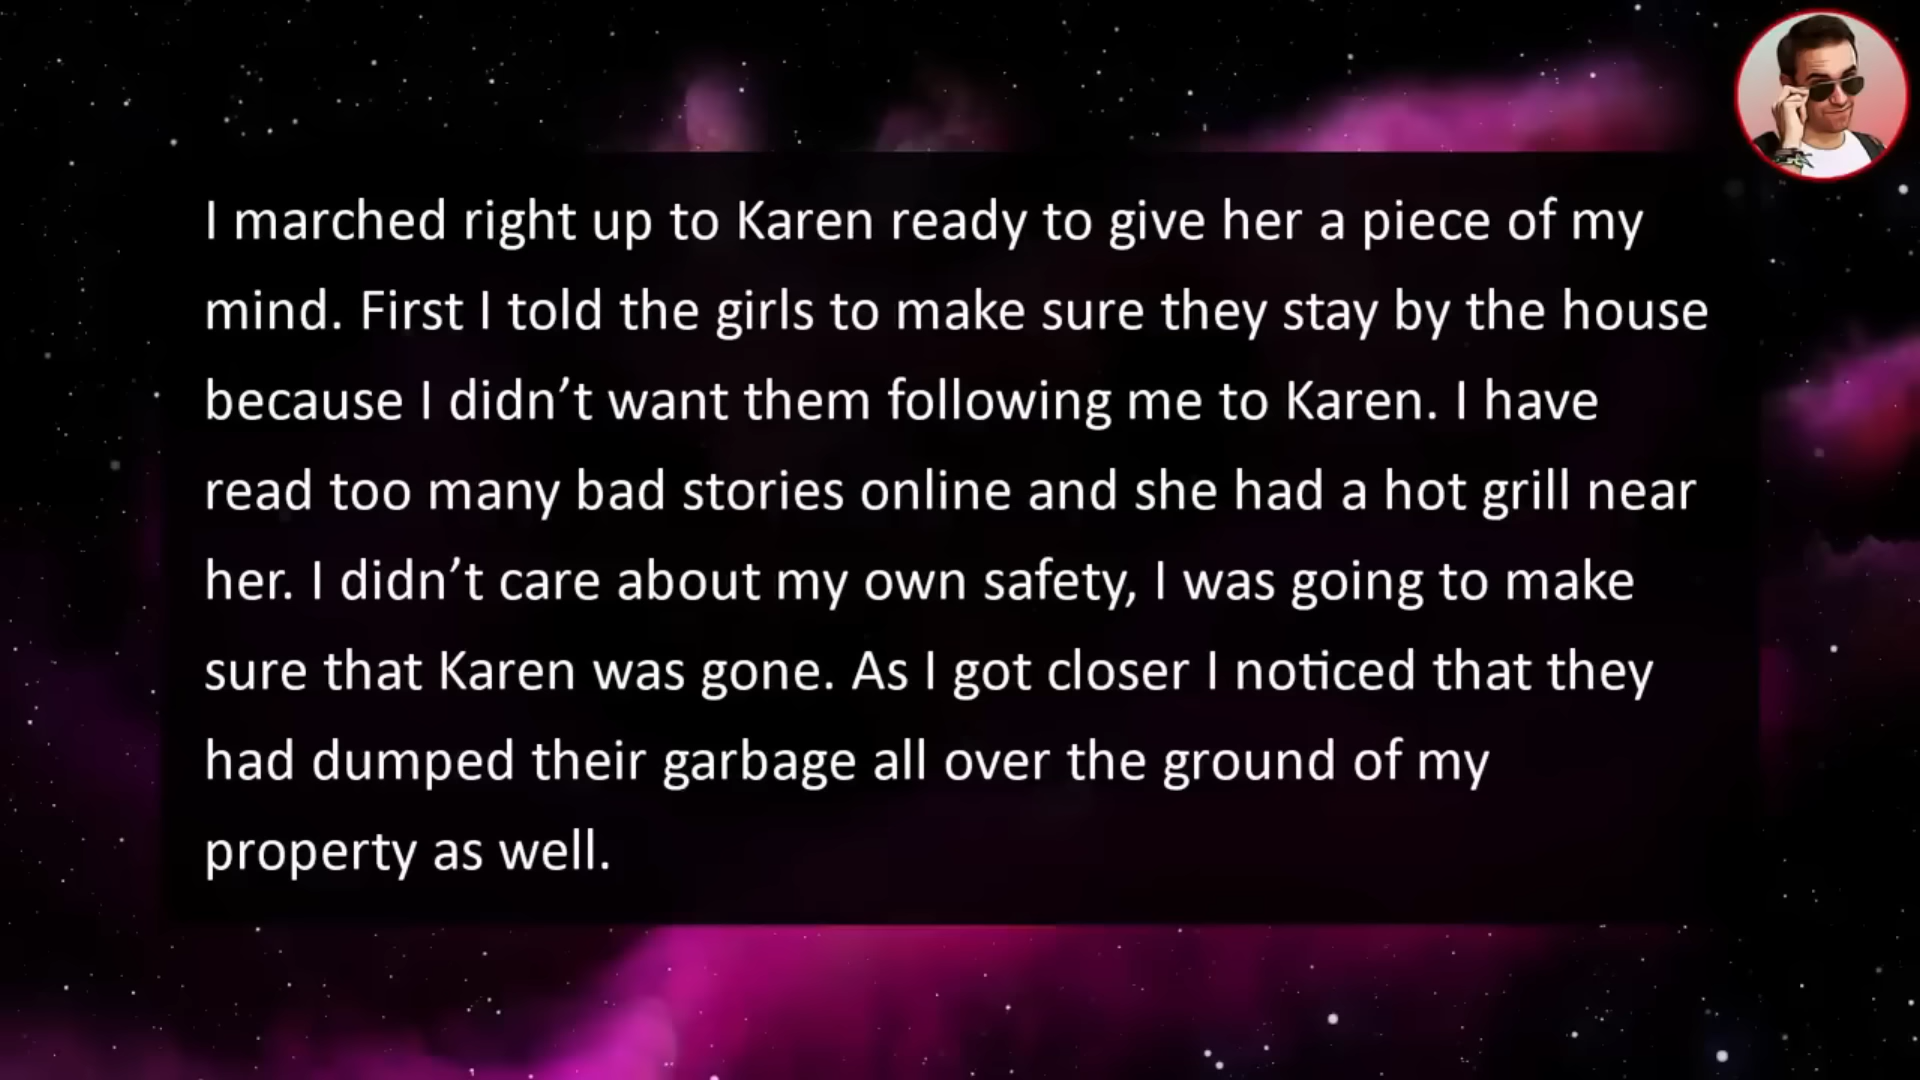 I marched right up to Karen ready to give her a piece of my
mind. First I told the girls to make sure they stay by the house
because I didn’t want them following me to Karen. I have
read too many bad stories online and she had a hot grill near
her. I didn’t care about my own safety, I was going to make
sure that Karen was gone. As I got closer I noticed that they
had dumped their garbage all over the ground of my
property as well.